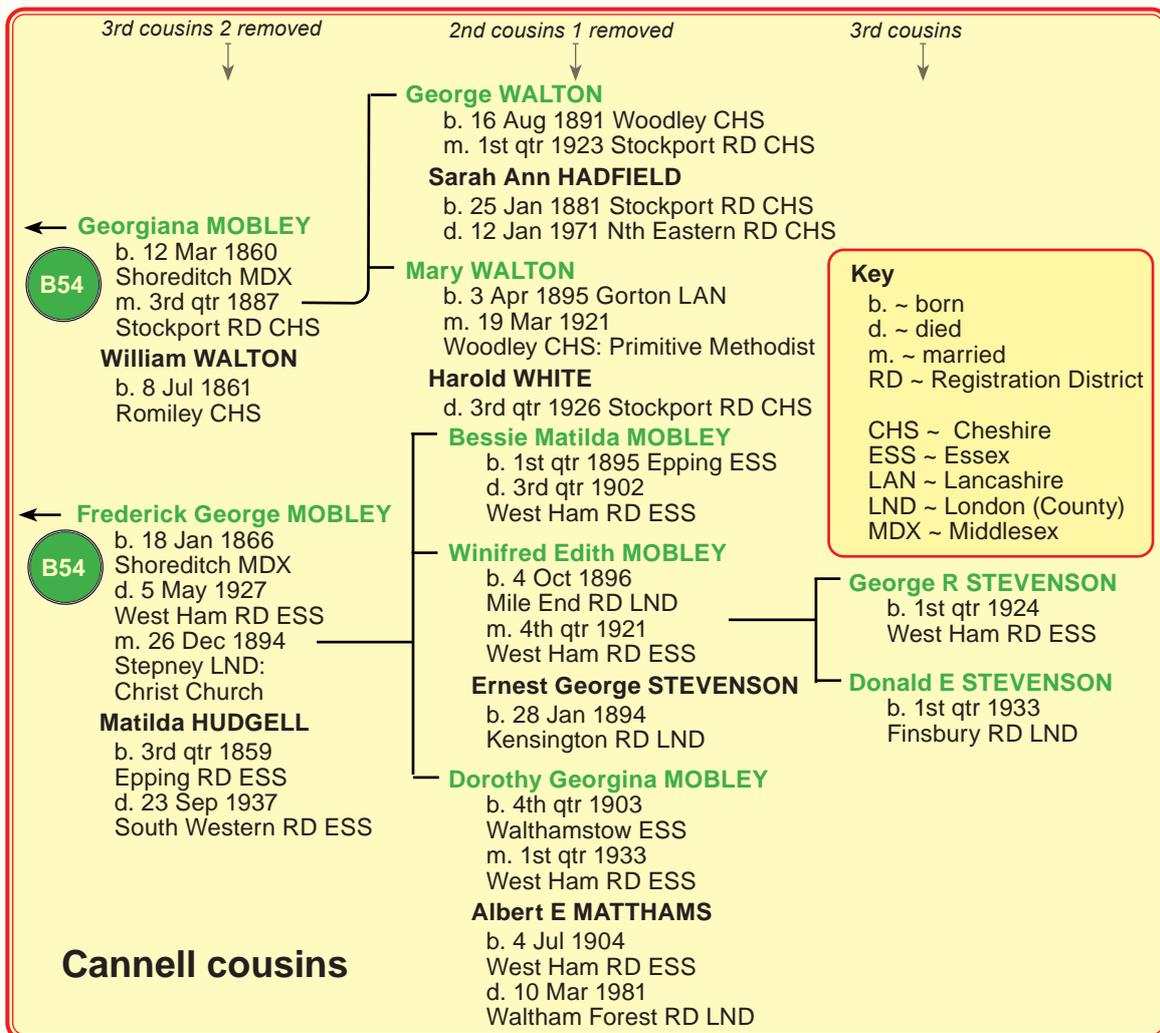 3rd cousins 2 removed
2nd cousins 1 removed
3rd cousins
Georgiana MOBLEY
B54
b. 12 Mar 1860
Shoreditch MDX
m. 3rd qtr 1887
Stockport RD CHS
William WALTON
b. 8 Jul 1861
Romiley CHS
Frederick George MOBLEY
B54
b. 18 Jan 1866
Shoreditch MDX
d. 5 May 1927
West Ham RD ESS
m. 26 Dec 1894
Stepney LND:
Christ Church
Matilda HUDGELL
b. 3rd qtr 1859
Epping RD ESS
d. 23 Sep 1937
South Western RD ESS
George WALTON
b. 16 Aug 1891 Woodley CHS
m. 1st qtr 1923 Stockport RD CHS
Sarah Ann HADFIELD
b. 25 Jan 1881 Stockport RD CHS
d. 12 Jan 1971 Nth Eastern RD CHS
Mary WALTON
b. 3 Apr 1895 Gorton LAN
m. 19 Mar 1921
Woodley CHS: Primitive Methodist
Harold WHITE
d. 3rd qtr 1926 Stockport RD CHS
Bessie Matilda MOBLEY
b. 1st qtr 1895 Epping ESS
d. 3rd qtr 1902
West Ham RD ESS
Winifred Edith MOBLEY
b. 4 Oct 1896
Mile End RD LND
m. 4th qtr 1921
West Ham RD ESS
Ernest George STEVENSON
b. 28 Jan 1894
Kensington RD LND
Dorothy Georgina MOBLEY
b. 4th qtr 1903
Walthamstow ESS
m. 1st qtr 1933
West Ham RD ESS
Albert E MATTHAMS
b. 4 Jul 1904
West Ham RD ESS
d. 10 Mar 1981
Waltham Forest RD LND
Key
b. ~ born
d. ~ died
m. ~ married
RD ~ Registration District
CHS ~ Cheshire
ESS ~ Essex
LAN ~ Lancashire
LND ~ London (County)
MDX ~ Middlesex
George R STEVENSON
b. 1st qtr 1924
West Ham RD ESS
Donald E STEVENSON
b. 1st qtr 1933
Finsbury RD LND
Cannell cousins